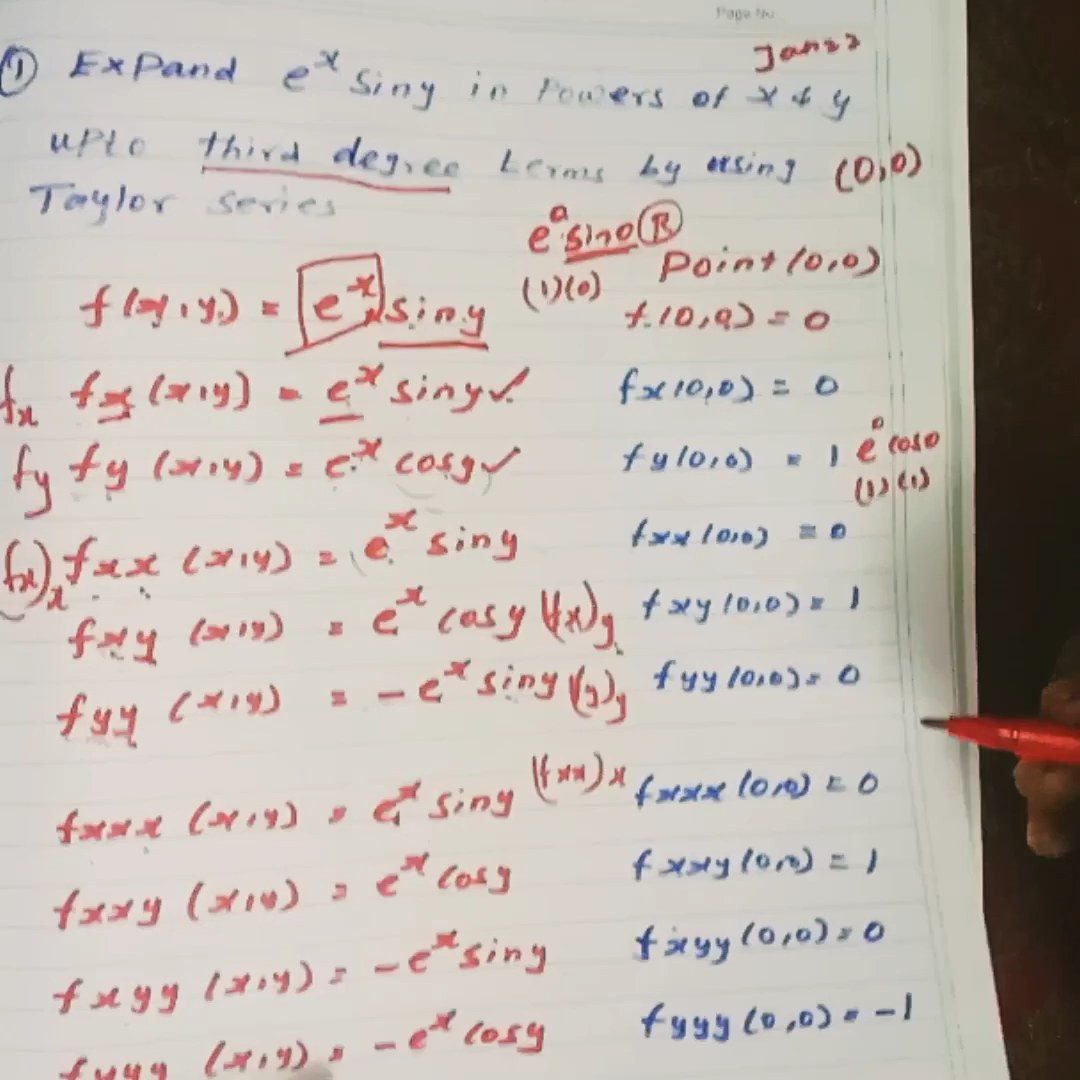 Page No
Jan22
① Expand e^x siny in Powers of x & y
upto third degree terms by using (0,0)
Taylor series
e^0 sin0 Ⓡ
(1)(0) Point (0,0)
f(x,y) = e^x siny f(0,0) = 0
fx fx (x,y) = e^x siny✓ fx(0,0) = 0
fy fy (x,y) = e^x cosy✓ fy(0,0) = 1 e^0 cos0
(1)(1)
(fx)x fxx (x,y) = e^x siny fxx(0,0) = 0
fxy (x,y) = e^x cosy (fx)y fxy(0,0) = 1
fyy (x,y) = -e^x siny (y)y fyy(0,0) = 0
fxxx (x,y) = e^x siny (fxx)x fxxx(0,0) = 0
fxxy (x,y) = e^x cosy fxxy(0,0) = 1
fxyy (x,y) = -e^x siny fxyy(0,0) = 0
fyyy (x,y) = -e^x cosy fyyy(0,0) = -1